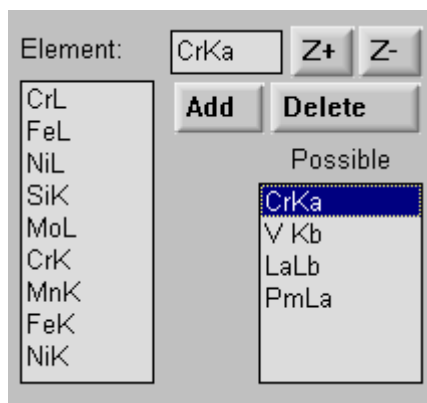 Element: CrKa Z+ Z-
Add Delete
CrL
FeL
NiL
SiK
MoL
CrK
MnK
FeK
NiK
Possible
CrKa
V Kb
LaLb
PmLa